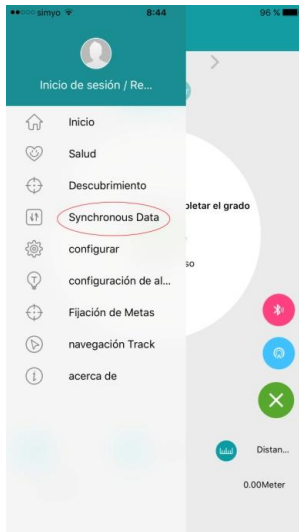 simyo 8:44 96 %
Inicio de sesión / Re...
Inicio
Salud
Descubrimiento
Synchronous Data
configurar
configuración de al...
Fijación de Metas
navegación Track
acerca de
pletar el grado
so
Distan...
0.00Meter